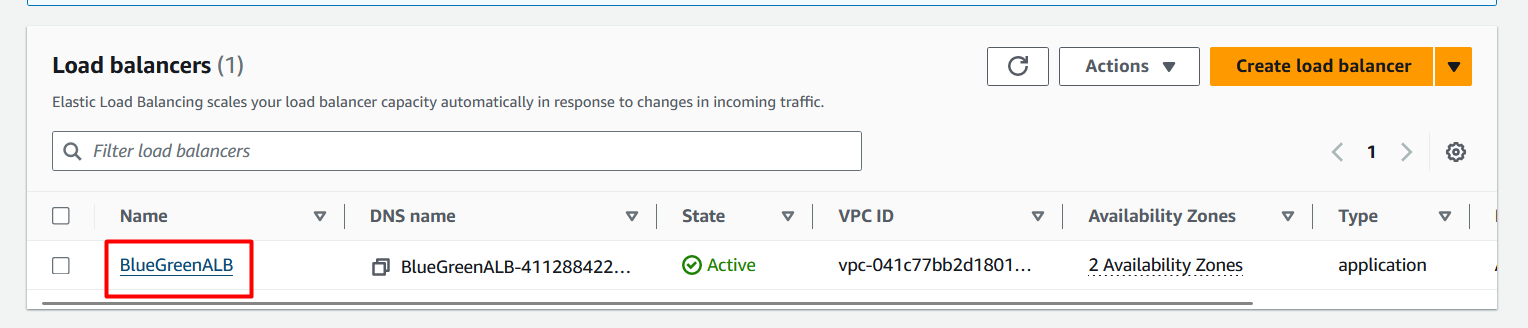 Load balancers (1)
Actions
Create load balancer
Elastic Load Balancing scales your load balancer capacity automatically in response to changes in incoming traffic.
Filter load balancers
1
Name DNS name State VPC ID Availability Zones Type
BlueGreenALB BlueGreenALB-411288422... Active vpc-041c77bb2d1801... 2 Availability Zones application